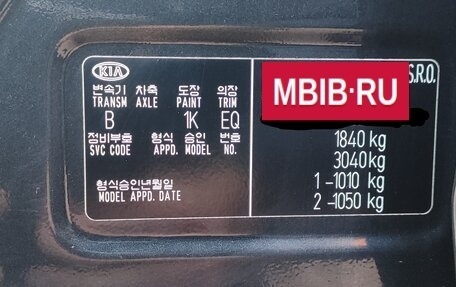 KIA
변속기 차축 도장 의장
TRANSM AXLE PAINT TRIM
B 1K EQ
정비부호 형식 승인 번호
SVC CODE APPD. MODEL NO.
형식승인년월일
MODEL APPD. DATE
S.R.O.
MBIB·RU
1840 kg
3040 kg
1 -1010 kg
2 -1050 kg